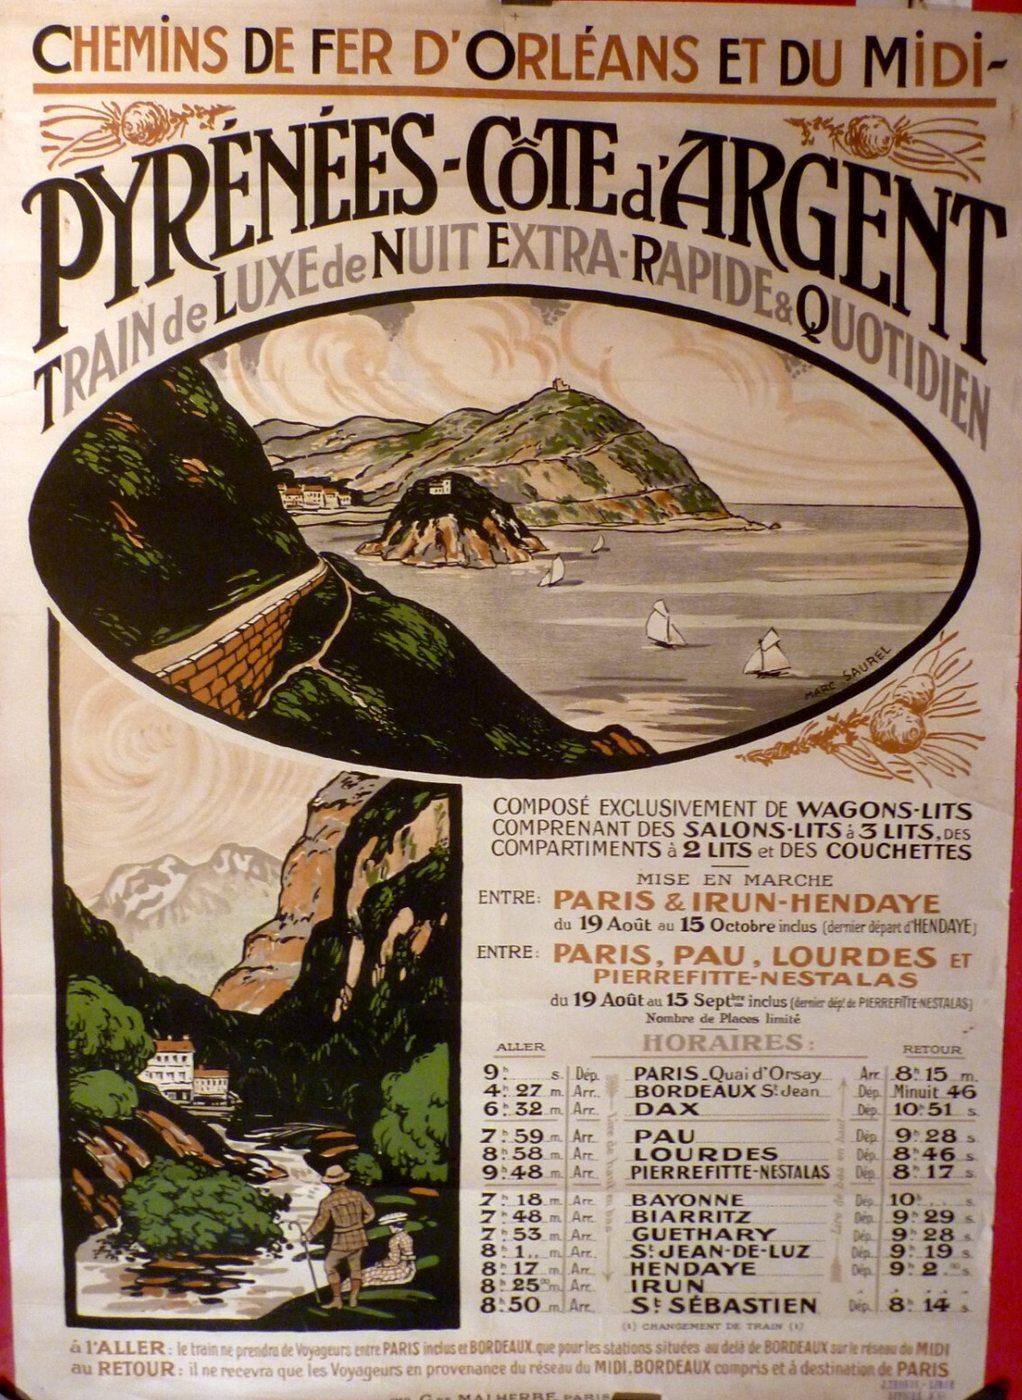 CHEMINS DE FER D'ORLÉANS ET DU MIDI-
PYRÉNÉES-CÔTE d'ARGENT
TRAIN de LUXE de NUIT EXTRA-RAPIDE & QUOTIDIEN
MARC SAUREL
COMPOSÉ EXCLUSIVEMENT DE WAGONS-LITS
COMPRENANT DES SALONS-LITS à 3 LITS, DES
COMPARTIMENTS à 2 LITS et DES COUCHETTES
MISE EN MARCHE
ENTRE: PARIS & IRUN-HENDAYE
du 19 Août au 15 Octobre inclus (dernier départ d'HENDAYE)
ENTRE: PARIS, PAU, LOURDES ET
PIERREFITTE-NESTALAS
du 19 Août au 15 Septbre inclus (dernier dépt de PIERREFITTE-NESTALAS)
Nombre de Places limité
ALLER HORAIRES: RETOUR
9h.. s. Dép. PARIS-Quai d'Orsay Arr. 8h 15 m.
4h 27 m. Arr. BORDEAUX St Jean Dép. Minuit 46
6h 32 m. Arr. DAX Dép. 10h 51 s.
7h 59 m. Arr. PAU Dép. 9h 28 s.
8h 58 m. Arr. LOURDES Dép. 8h 46 s.
9h 48 m. Arr. PIERREFITTE-NESTALAS Dép. 8h 17 s.
7h 18 m. Arr. BAYONNE Dép. 10h .. s.
7h 48 m. Arr. BIARRITZ Dép. 9h 29 s.
7h 53 m. Arr. GUETHARY Dép. 9h 28 s.
8h 1.. m. Arr. St JEAN-DE-LUZ Dép. 9h 19 s.
8h 17 m. Arr. HENDAYE Dép. 9h 2 s.
8h 25 m. Arr. IRUN
8h 50 m. Arr. St SÉBASTIEN Dép. 8h 14 s.
(1) CHANGEMENT DE TRAIN (1)
à l'ALLER: le train ne prendra de Voyageurs entre PARIS inclus et BORDEAUX.que pour les stations situées au delà de BORDEAUX sur le réseau du MIDI
au RETOUR: il ne recevra que les Voyageurs en provenance du réseau du MIDI, BORDEAUX compris et à destination de PARIS
MALHERBE PARIS